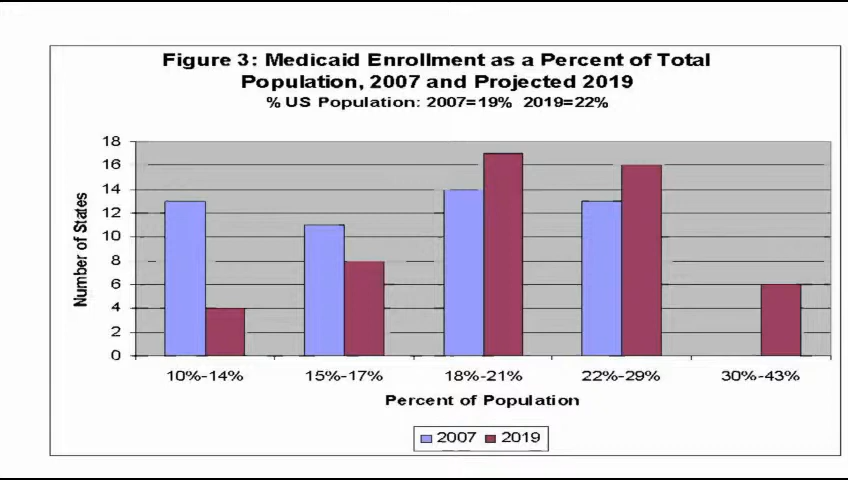 Figure 3: Medicaid Enrollment as a Percent of Total
Population, 2007 and Projected 2019
% US Population: 2007=19% 2019=22%
18
16
14
12
10
8
6
4
2
0
Number of States
10%-14% 15%-17% 18%-21% 22%-29% 30%-43%
Percent of Population
2007 2019